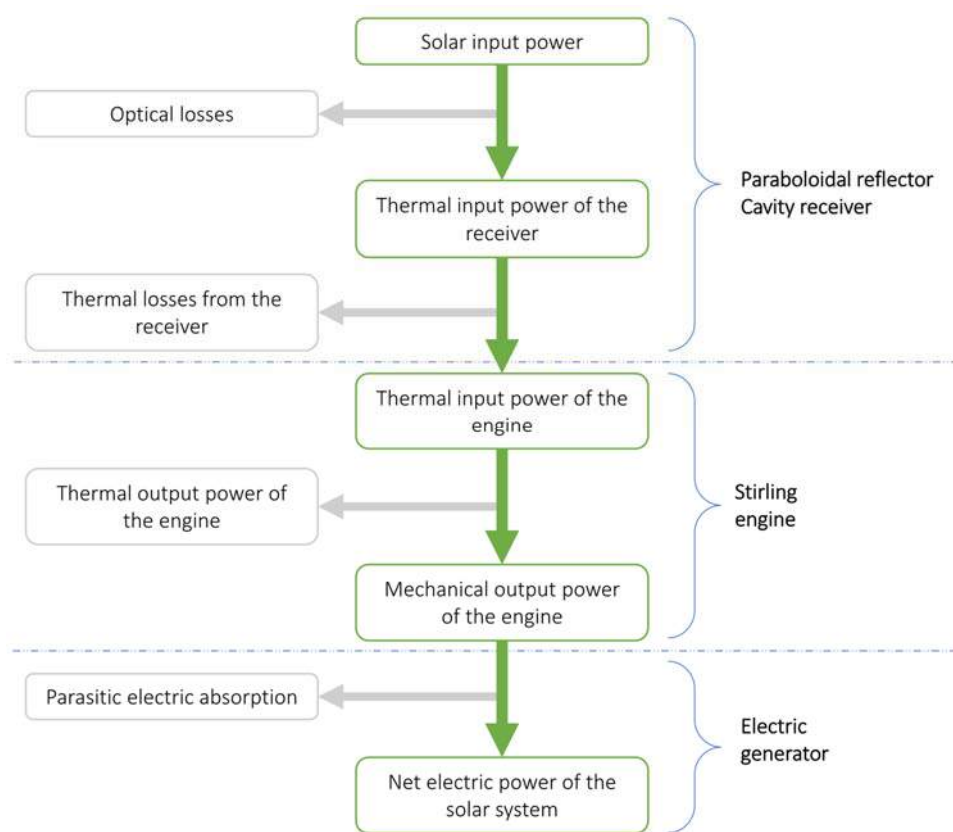 Solar input power
Optical losses
Thermal input power of the
receiver
Paraboloidal reflector
Cavity receiver
Thermal losses from the
receiver
Thermal input power of the
engine
Thermal output power of
the engine
Stirling
engine
Mechanical output power
of the engine
Parasitic electric absorption
Electric
generator
Net electric power of the
solar system